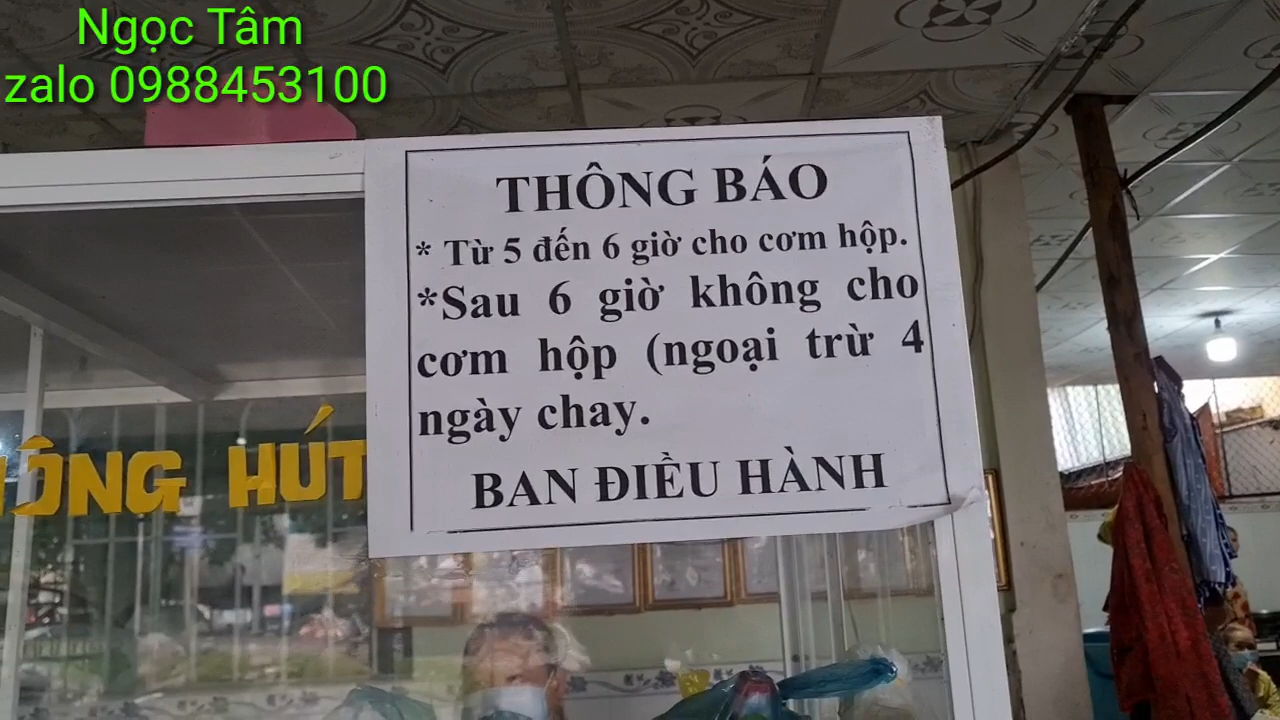 Ngọc Tâm
zalo 0988453100
THÔNG BÁO
* Từ 5 đến 6 giờ cho cơm hộp.
*Sau 6 giờ không cho
cơm hộp (ngoại trừ 4
ngày chay.
BAN ĐIỀU HÀNH
HÚT